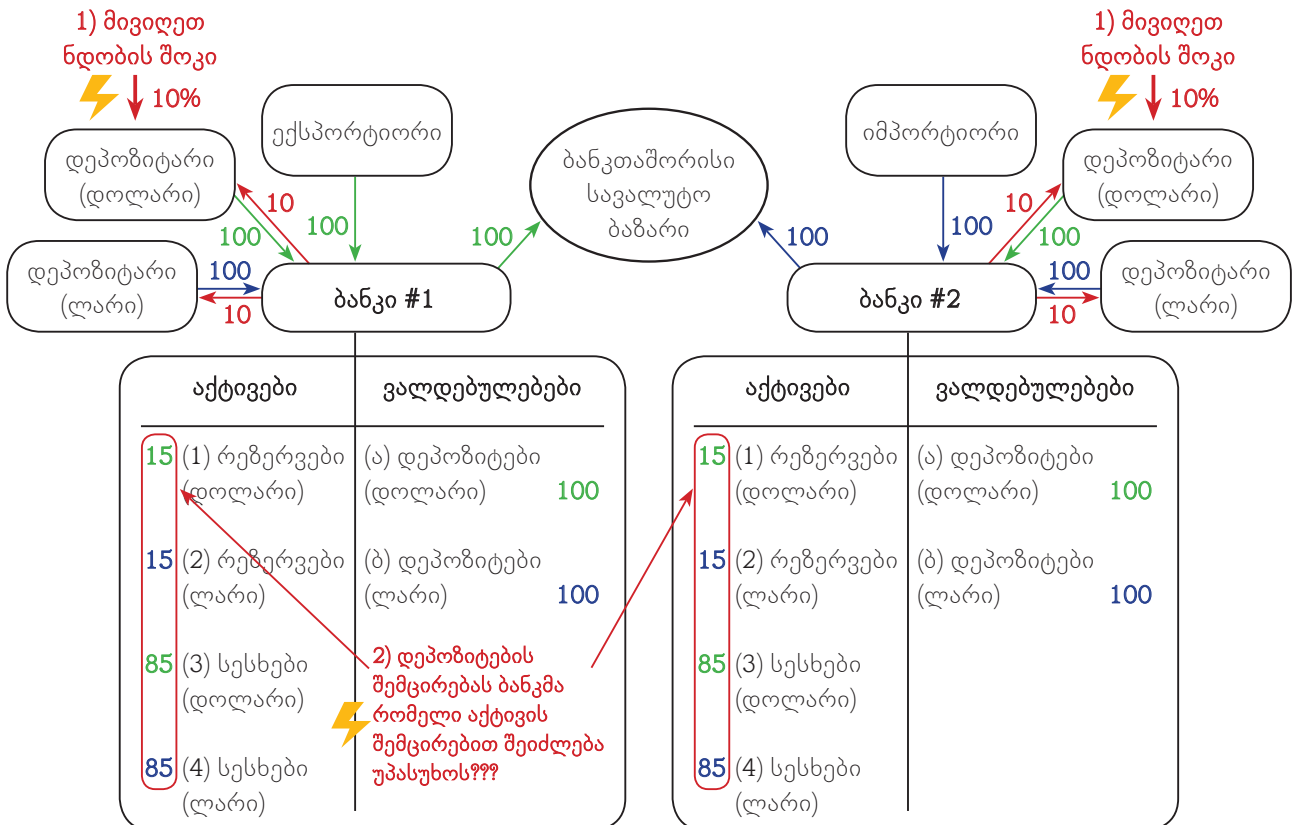 1) მივიღეთ
ნდობის შოკი
10%
1) მივიღეთ
ნდობის შოკი
10%
დეპოზიტარი
(დოლარი)
ექსპორტიორი
ბანკთაშორისი
სავალუტო
ბაზარი
იმპორტიორი
დეპოზიტარი
(დოლარი)
10
100
100
100
100
100
10
100
დეპოზიტარი
(ლარი)
100
10
ბანკი #1
ბანკი #2
100
10
დეპოზიტარი
(ლარი)
აქტივები
ვალდებულებები
15 (1) რეზერვები
(დოლარი)
(ა) დეპოზიტები
(დოლარი) 100
15 (2) რეზერვები
(ლარი)
(ბ) დეპოზიტები
(ლარი) 100
85 (3) სესხები
(დოლარი)
85 (4) სესხები
(ლარი)
2) დეპოზიტების
შემცირებას ბანკმა
რომელი აქტივის
შემცირებით შეიძლება
უპასუხოს???
აქტივები
ვალდებულებები
15 (1) რეზერვები
(დოლარი)
(ა) დეპოზიტები
(დოლარი) 100
15 (2) რეზერვები
(ლარი)
(ბ) დეპოზიტები
(ლარი) 100
85 (3) სესხები
(დოლარი)
85 (4) სესხები
(ლარი)